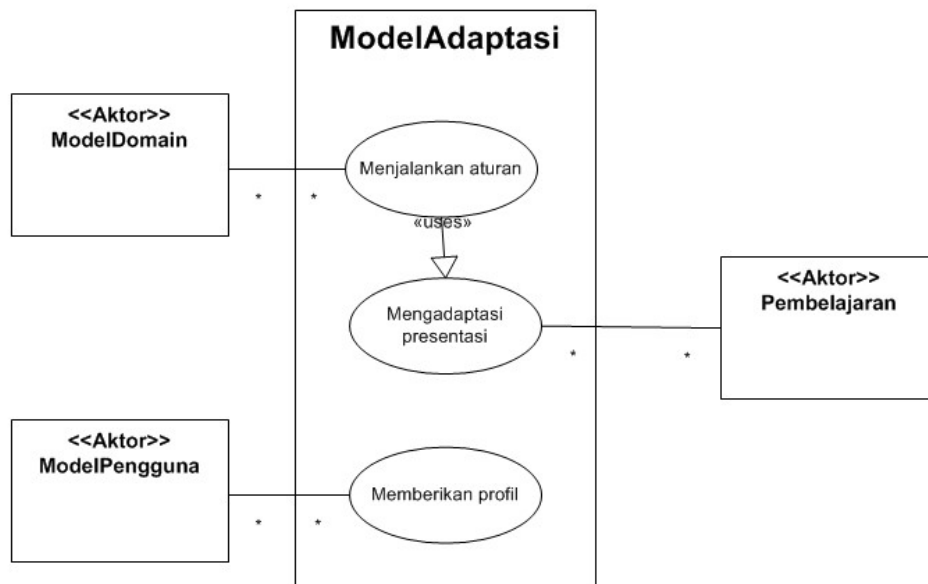 ModelAdaptasi
<<Aktor>>
ModelDomain
Menjalankan aturan
* *
«uses»
<<Aktor>>
Pembelajaran
Mengadaptasi
presentasi
* *
<<Aktor>>
ModelPengguna
Memberikan profil
* *